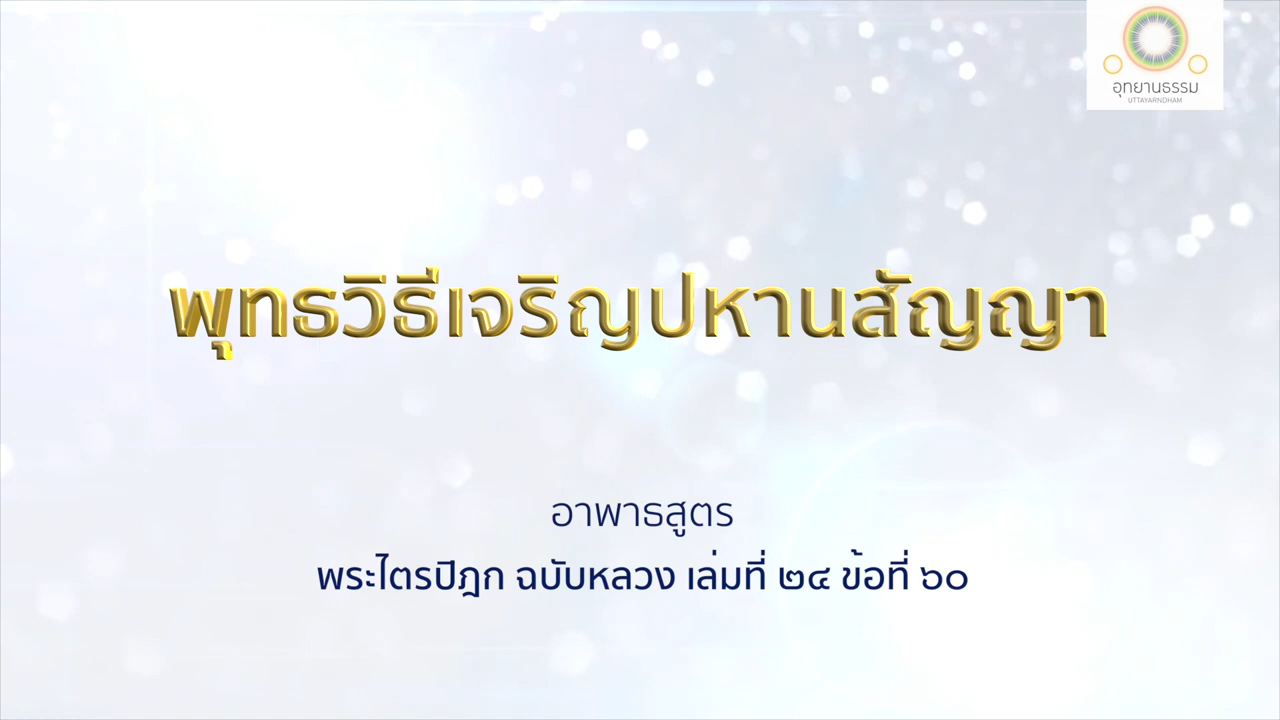 อุทยานธรรม
UTTAYARNDHAM
พุทธวิธีเจริญปหานสัญญา
อาพาธสูตร
พระไตรปิฎก ฉบับหลวง เล่มที่ ๒๔ ข้อที่ ๖๐